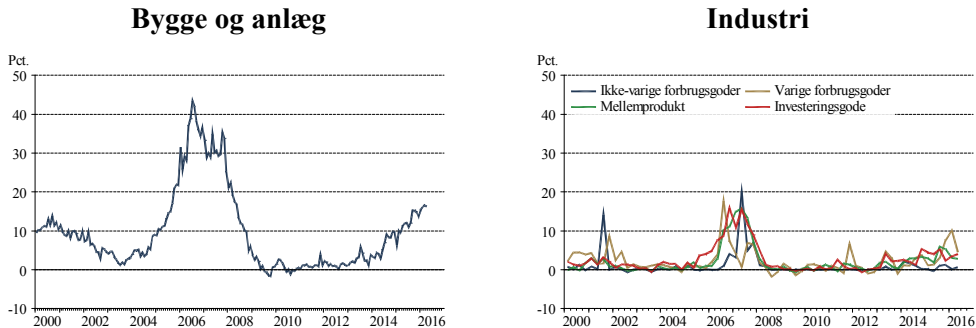 Bygge og anlæg
Pct.
50
40
30
20
10
0
-10
2000 2002 2004 2006 2008 2010 2012 2014 2016
Industri
Pct.
50
Ikke-varige forbrugsgoder Varige forbrugsgoder
Mellemprodukt Investeringsgode
40
30
20
10
0
-10
2000 2002 2004 2006 2008 2010 2012 2014 2016